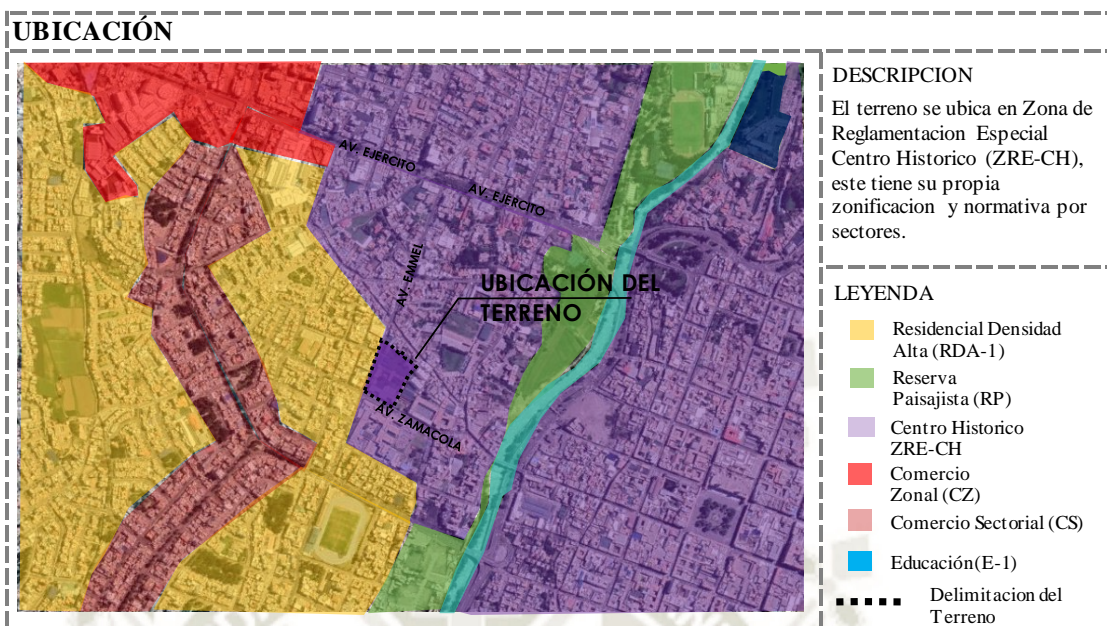 UBICACIÓN
AV. EJERCITO
AV. EJERCITO
AV. EMMEL
UBICACIÓN DEL
TERRENO
AV. ZAMACOLA
DESCRIPCION
El terreno se ubica en Zona de
Reglamentacion Especial
Centro Historico (ZRE-CH),
este tiene su propia
zonificacion y normativa por
sectores.
LEYENDA
Residencial Densidad
Alta (RDA-1)
Reserva
Paisajista (RP)
Centro Historico
ZRE-CH
Comercio
Zonal (CZ)
Comercio Sectorial (CS)
Educación(E-1)
Delimitacion del
Terreno